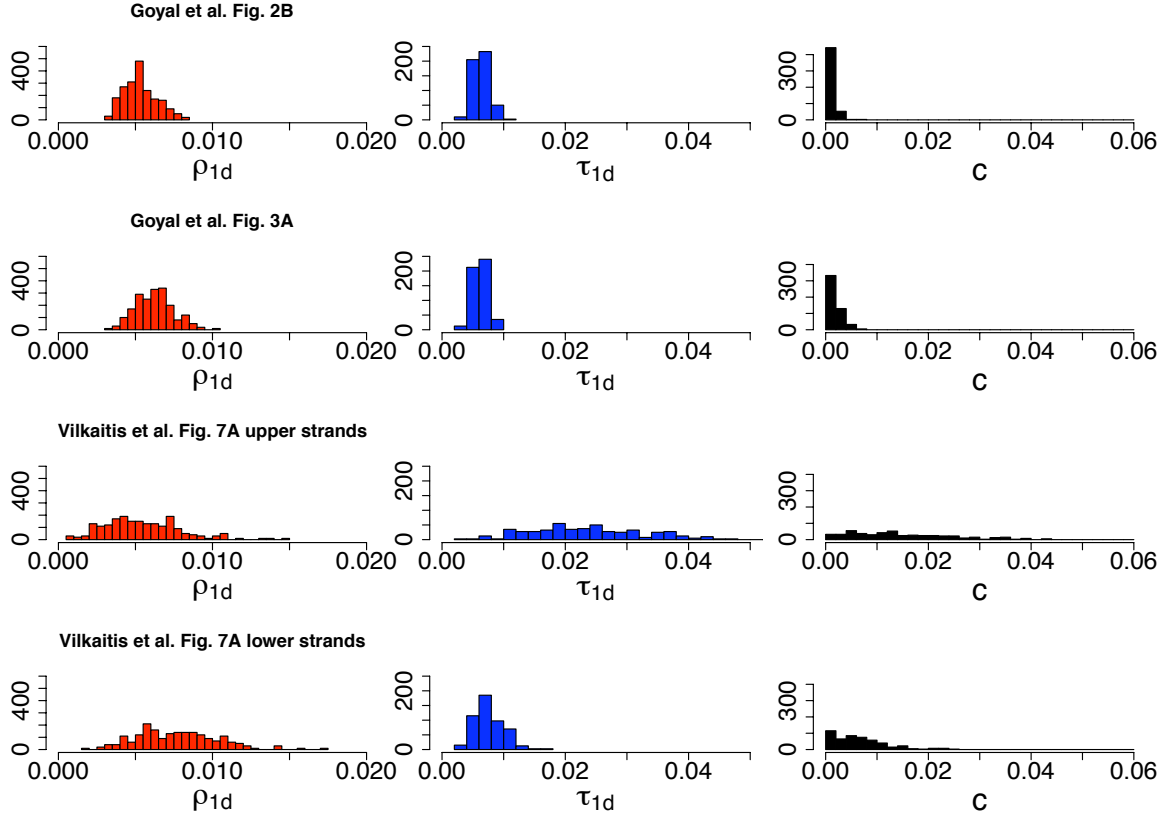 Goyal et al. Fig. 2B
0 400
0.000 0.010 0.020
ρ1d
0 200
0.00 0.02 0.04
τ1d
0 300
0.00 0.02 0.04 0.06
c
Goyal et al. Fig. 3A
0 400
0.000 0.010 0.020
ρ1d
0 200
0.00 0.02 0.04
τ1d
0 300
0.00 0.02 0.04 0.06
c
Vilkaitis et al. Fig. 7A upper strands
0 400
0.000 0.010 0.020
ρ1d
0 200
0.00 0.02 0.04
τ1d
0 300
0.00 0.02 0.04 0.06
c
Vilkaitis et al. Fig. 7A lower strands
0 400
0.000 0.010 0.020
ρ1d
0 200
0.00 0.02 0.04
τ1d
0 300
0.00 0.02 0.04 0.06
c